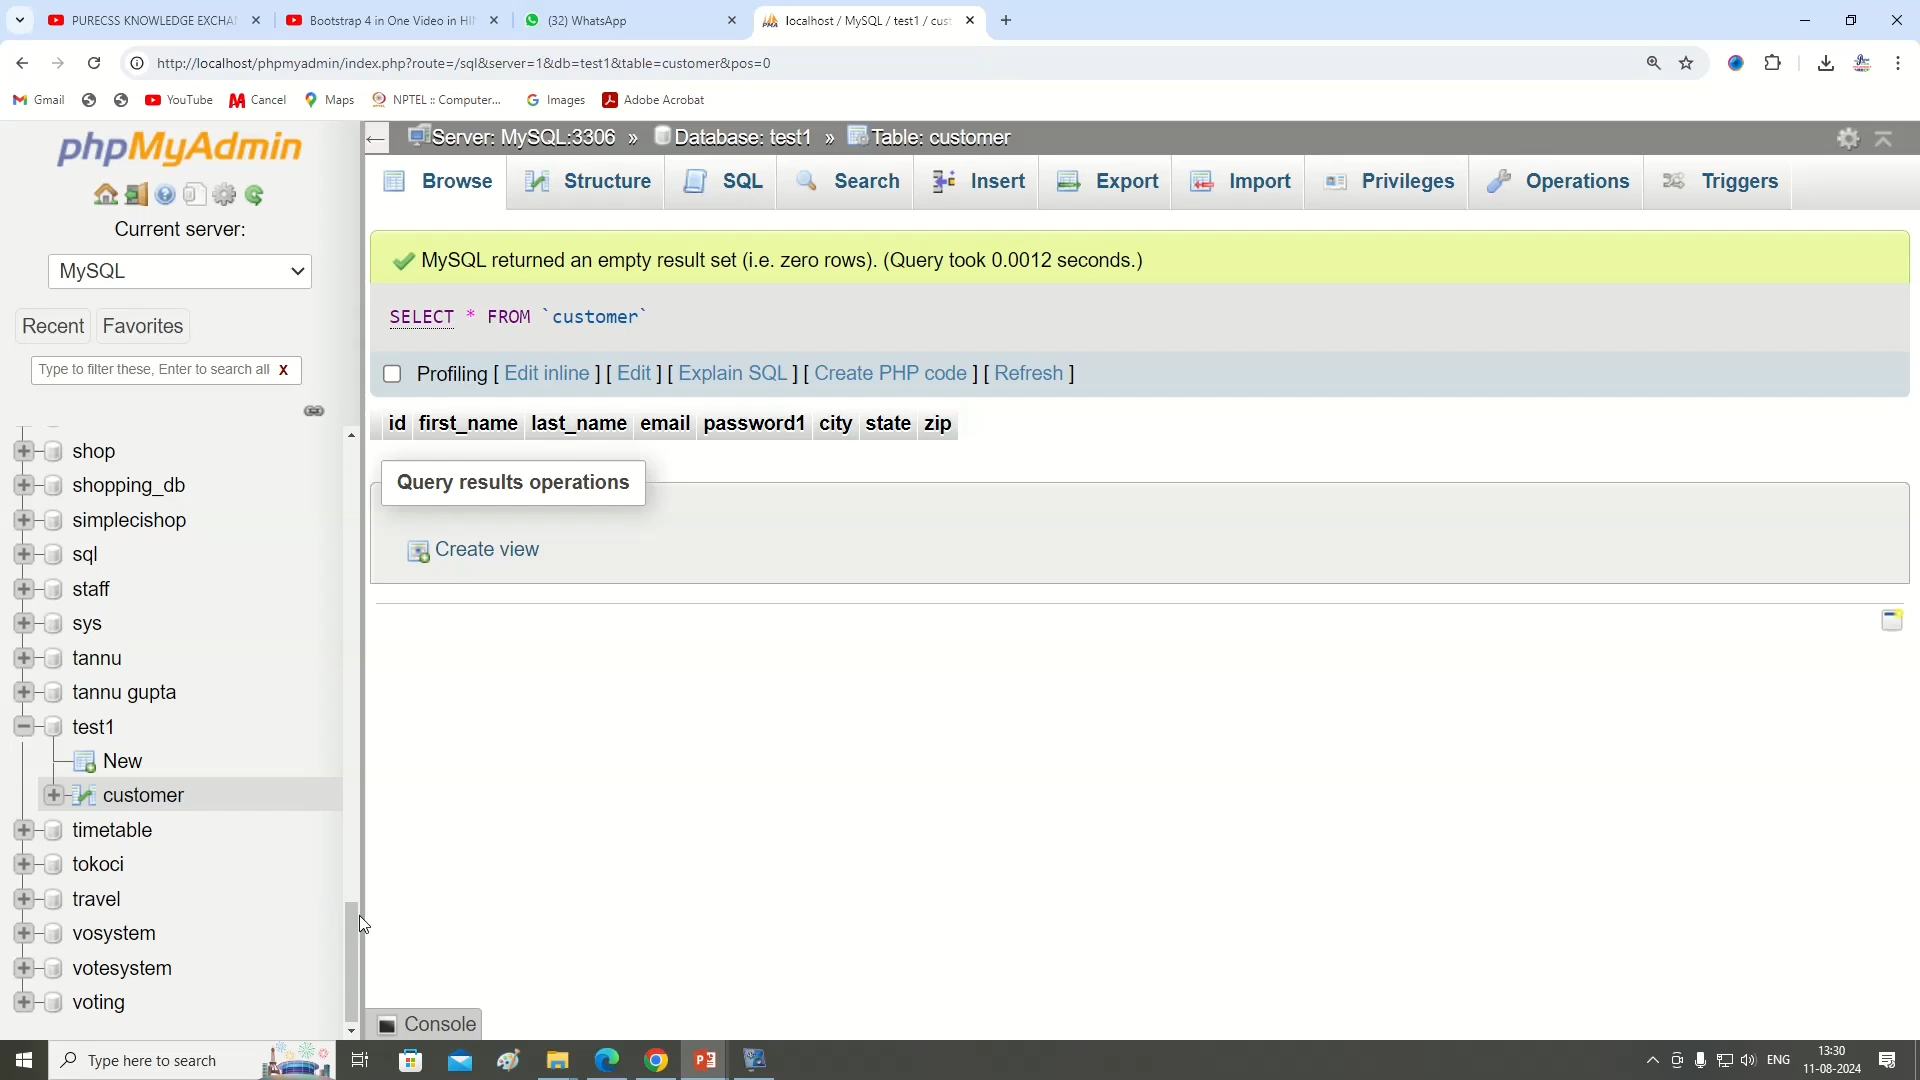 PURECSS KNOWLEDGE EXCHA
Bootstrap 4 in One Video in HI
(32) WhatsApp
localhost / MySQL / test1 / cust
http://localhost/phpmyadmin/index.php?route=/sql&server=1&db=test1&table=customer&pos=0
Gmail
YouTube
Cancel
Maps
NPTEL :: Computer...
Images
Adobe Acrobat
phpMyAdmin
Current server:
MySQL
Recent
Favorites
Type to filter these, Enter to search all X
shop
shopping_db
simplecishop
sql
staff
sys
tannu
tannu gupta
test1
New
customer
timetable
tokoci
travel
vosystem
votesystem
voting
Server: MySQL:3306 » Database: test1 » Table: customer
Browse
Structure
SQL
Search
Insert
Export
Import
Privileges
Operations
Triggers
MySQL returned an empty result set (i.e. zero rows). (Query took 0.0012 seconds.)
SELECT * FROM `customer`
Profiling [ Edit inline ] [ Edit ] [ Explain SQL ] [ Create PHP code ] [ Refresh ]
id first_name last_name email password1 city state zip
Query results operations
Create view
Console
Type here to search
ENG
13:30
11-08-2024